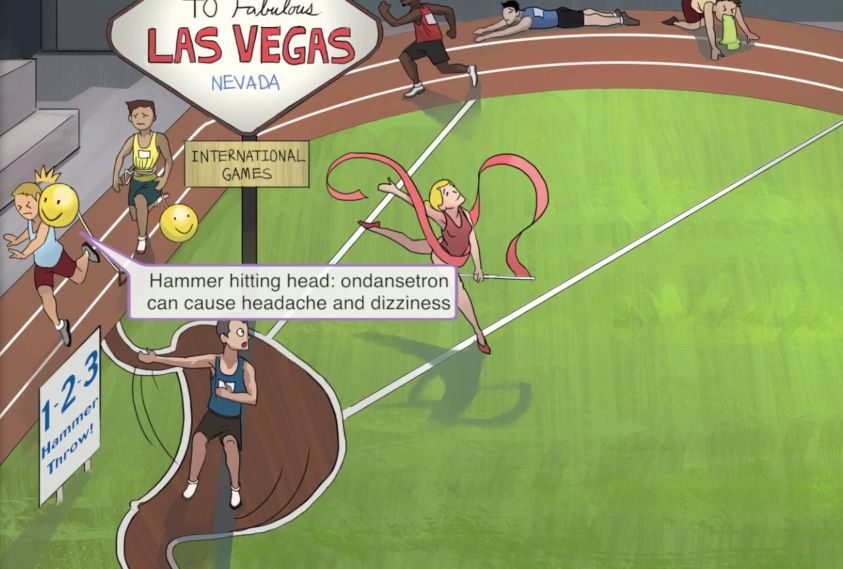 TO Fabulous
LAS VEGAS
NEVADA
INTERNATIONAL
GAMES
Hammer hitting head: ondansetron
can cause headache and dizziness
1-2-3
Hammer
Throw!